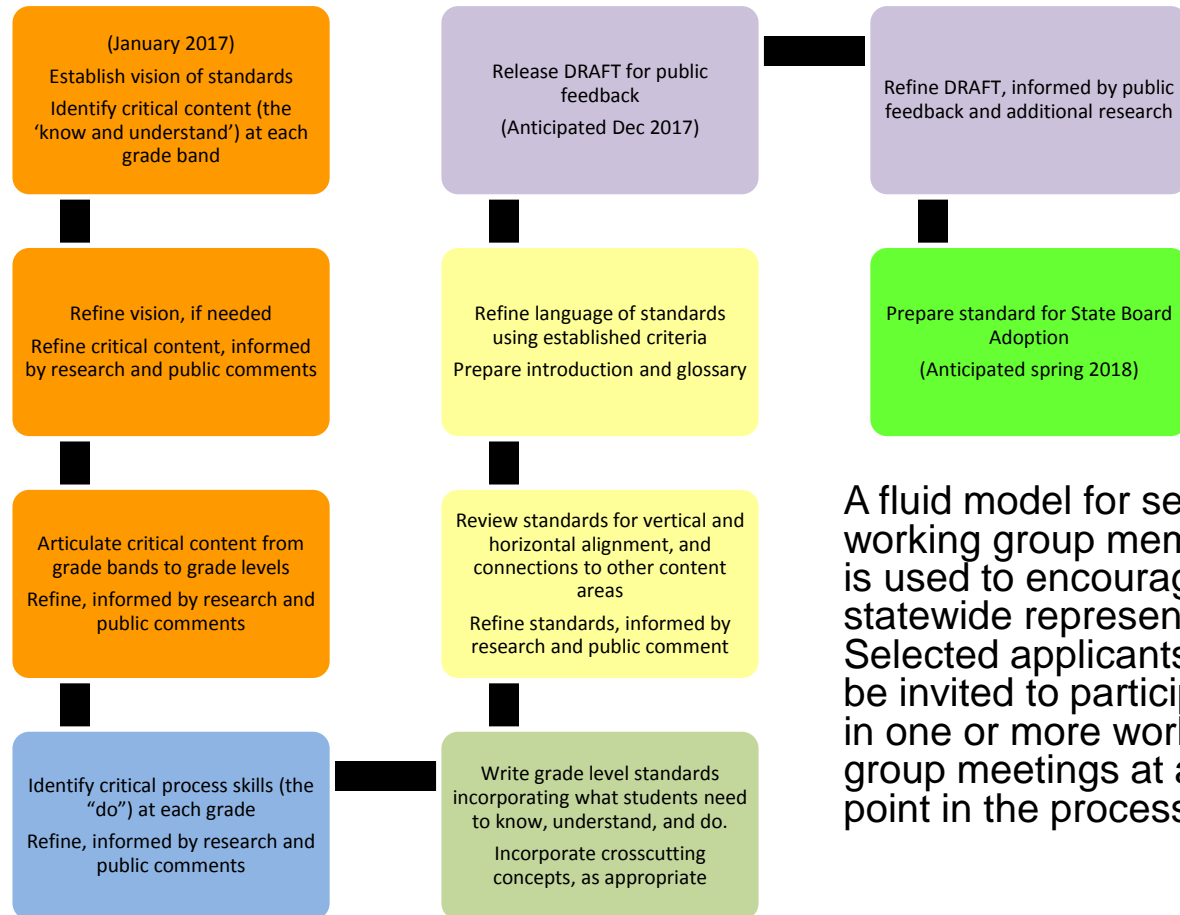 (January 2017)
Establish vision of standards
Identify critical content (the
‘know and understand’) at each
grade band
Refine vision, if needed
Refine critical content, informed
by research and public comments
Articulate critical content from
grade bands to grade levels
Refine, informed by research and
public comments
Identify critical process skills (the
“do”) at each grade
Refine, informed by research and
public comments
Write grade level standards
incorporating what students need
to know, understand, and do.
Incorporate crosscutting
concepts, as appropriate
Review standards for vertical and
horizontal alignment, and
connections to other content
areas
Refine standards, informed by
research and public comment
Refine language of standards
using established criteria
Prepare introduction and glossary
Release DRAFT for public
feedback
(Anticipated Dec 2017)
Refine DRAFT, informed by public
feedback and additional research
Prepare standard for State Board
Adoption
(Anticipated spring 2018)
A fluid model for se
working group mem
is used to encourag
statewide represen
Selected applicants
be invited to particip
in one or more work
group meetings at a
point in the process